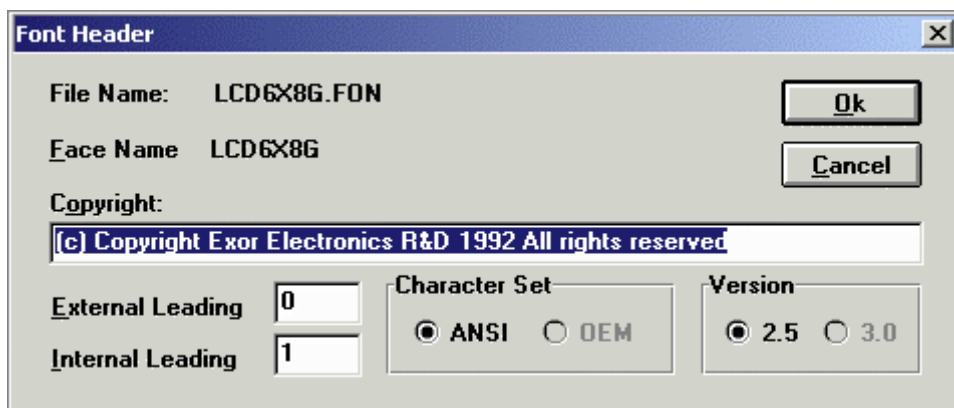 Font Header
File Name: LCD6X8G.FON
Ok
Face Name LCD6X8G
Cancel
Copyright:
(c) Copyright Exor Electronics R&D 1992 All rights reserved
External Leading 0
Internal Leading 1
Character Set
ANSI OEM
Version
2.5 3.0